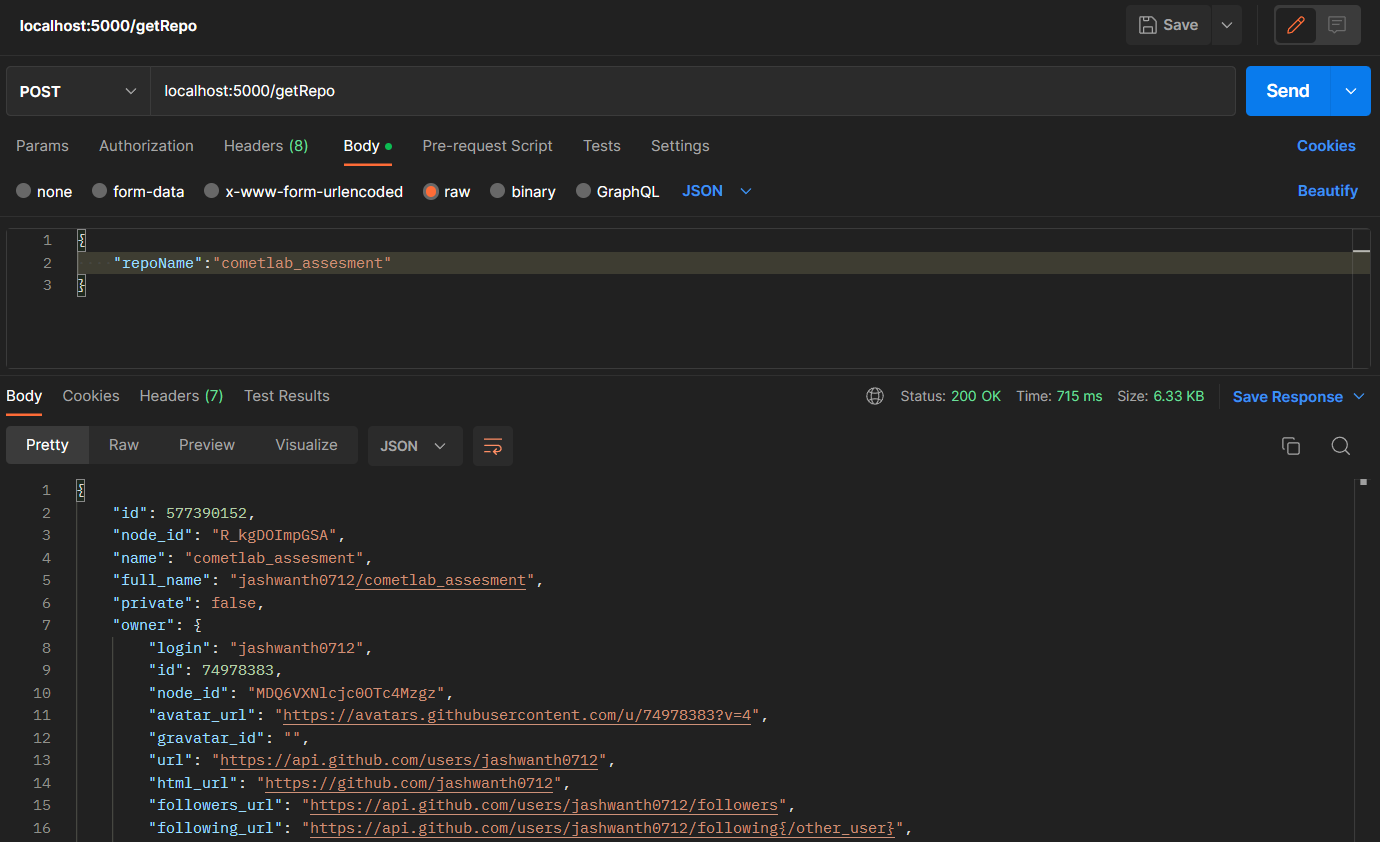 localhost:5000/getRepo
Save
POST
localhost:5000/getRepo
Send
Params Authorization Headers (8) Body Pre-request Script Tests Settings Cookies
none form-data x-www-form-urlencoded raw binary GraphQL JSON Beautify
1 {
2 "repoName":"cometlab_assesment"
3 }
Body Cookies Headers (7) Test Results Status: 200 OK Time: 715 ms Size: 6.33 KB Save Response
Pretty Raw Preview Visualize JSON
1 {
2 "id": 577390152,
3 "node_id": "R_kgDOImpGSA",
4 "name": "cometlab_assesment",
5 "full_name": "jashwanth0712/cometlab_assesment",
6 "private": false,
7 "owner": {
8 "login": "jashwanth0712",
9 "id": 74978383,
10 "node_id": "MDQ6VXNlcjc0OTc4Mzgz",
11 "avatar_url": "https://avatars.githubusercontent.com/u/74978383?v=4",
12 "gravatar_id": "",
13 "url": "https://api.github.com/users/jashwanth0712",
14 "html_url": "https://github.com/jashwanth0712",
15 "followers_url": "https://api.github.com/users/jashwanth0712/followers",
16 "following_url": "https://api.github.com/users/jashwanth0712/following{/other_user}",